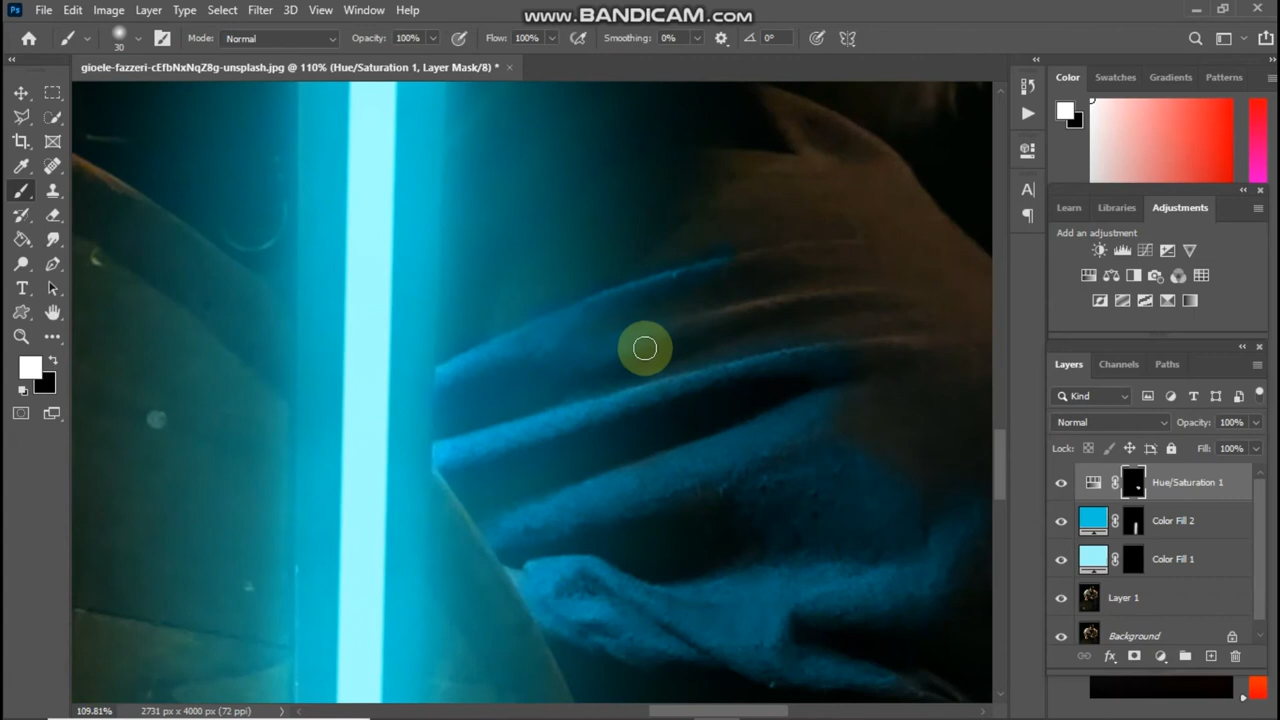 www.BANDICAM.com
Ps File Edit Image Layer Type Select Filter 3D View Window Help
30 Mode: Normal Opacity: 100% Flow: 100% Smoothing: 0% 0°
gioele-fazzeri-cEfbNxNqZ8g-unsplash.jpg @ 110% (Hue/Saturation 1, Layer Mask/8) * ×
Color Swatches Gradients Patterns
Learn Libraries Adjustments
Add an adjustment
Layers Channels Paths
Kind
Normal Opacity: 100%
Lock: Fill: 100%
Hue/Saturation 1
Color Fill 2
Color Fill 1
Layer 1
Background
109.81% 2731 px x 4000 px (72 ppi)